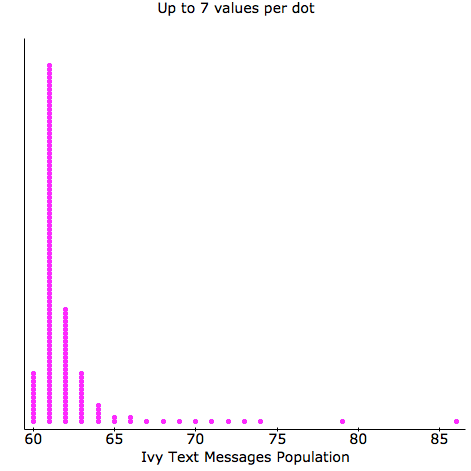 Up to 7 values per dot
60 65 70 75 80 85
Ivy Text Messages Population